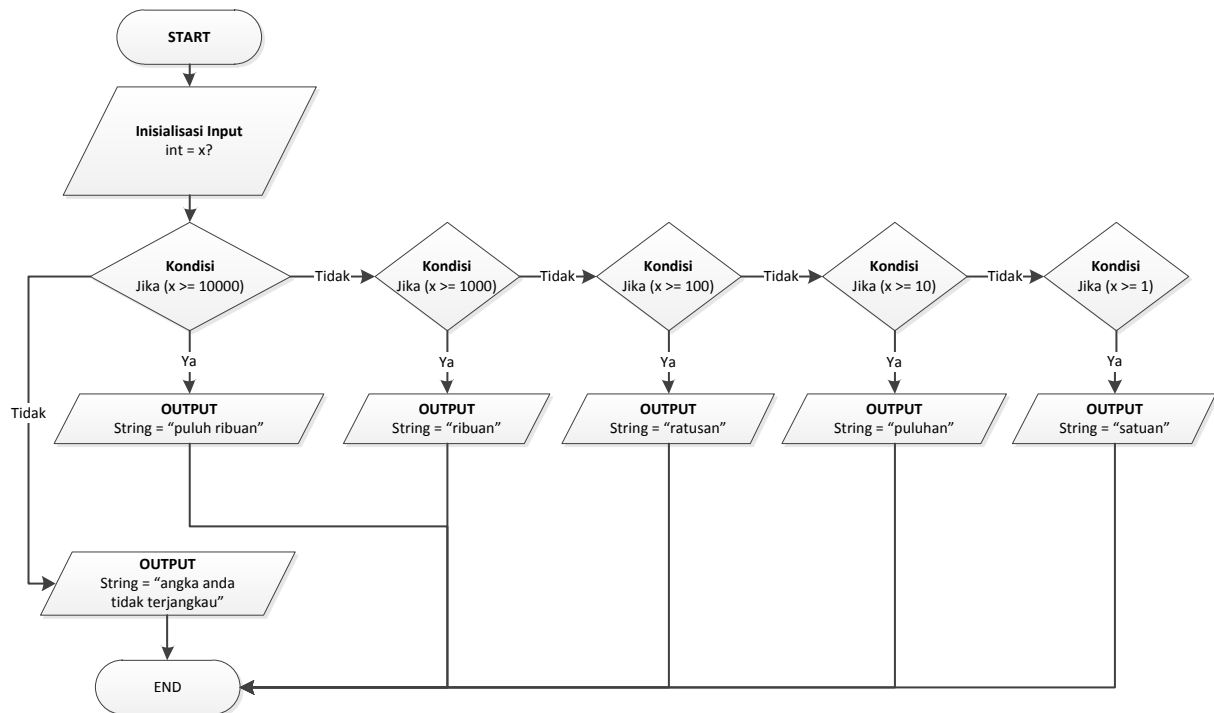 START
Inisialisasi Input
int = x?
Kondisi
Jika (x >= 10000)
Tidak
Kondisi
Jika (x >= 1000)
Tidak
Kondisi
Jika (x >= 100)
Tidak
Kondisi
Jika (x >= 10)
Tidak
Kondisi
Jika (x >= 1)
Ya
Ya
Ya
Ya
Ya
Tidak
OUTPUT
String = “puluh ribuan”
OUTPUT
String = “ribuan”
OUTPUT
String = “ratusan”
OUTPUT
String = “puluhan”
OUTPUT
String = “satuan”
OUTPUT
String = “angka anda
tidak terjangkau”
END